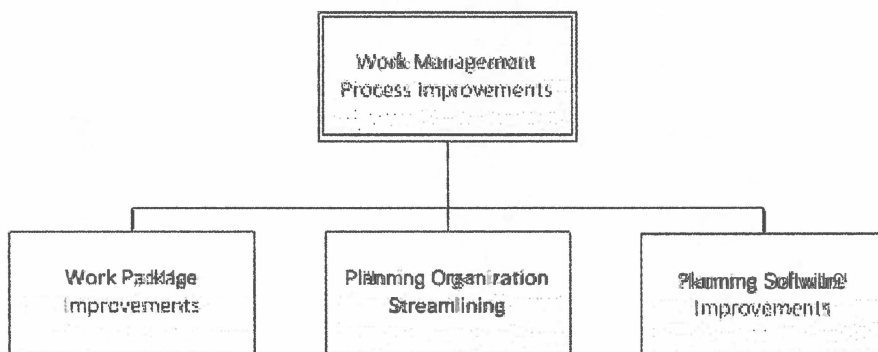 Work Management
Process Improvements
Work Package
Improvements
Planning Organization
Streamlining
Planning Software
Improvements